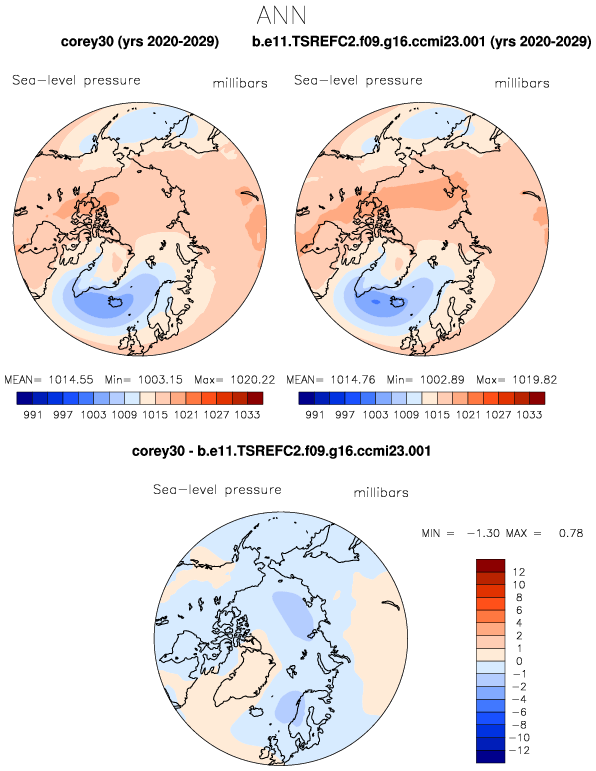 ANN
corey30 (yrs 2020-2029) b.e11.TSREFC2.f09.g16.ccmi23.001 (yrs 2020-2029)
Sea-level pressure millibars Sea-level pressure millibars
MEAN= 1014.55 Min= 1003.15 Max= 1020.22 MEAN= 1014.76 Min= 1002.89 Max= 1019.82
991 997 1003 1009 1015 1021 1027 1033 991 997 1003 1009 1015 1021 1027 1033
corey30 - b.e11.TSREFC2.f09.g16.ccmi23.001
Sea-level pressure millibars
MIN = -1.30 MAX = 0.78
12
10
8
6
4
2
1
0
-1
-2
-4
-6
-8
-10
-12